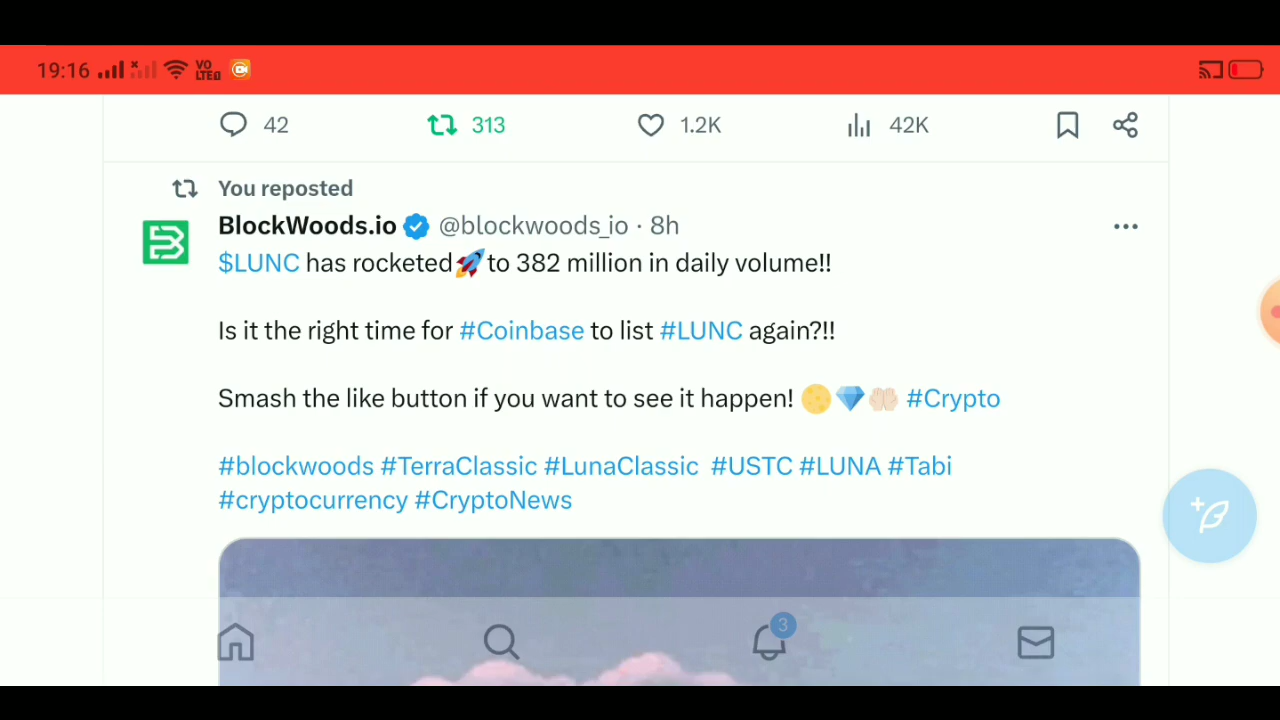 19:16 VO LTE
42 313 1.2K 42K
You reposted
BlockWoods.io @blockwoods_io · 8h
$LUNC has rocketed🚀to 382 million in daily volume!!
Is it the right time for #Coinbase to list #LUNC again?!!
Smash the like button if you want to see it happen! 🌕💎🤲🏻 #Crypto
#blockwoods #TerraClassic #LunaClassic #USTC #LUNA #Tabi
#cryptocurrency #CryptoNews
3